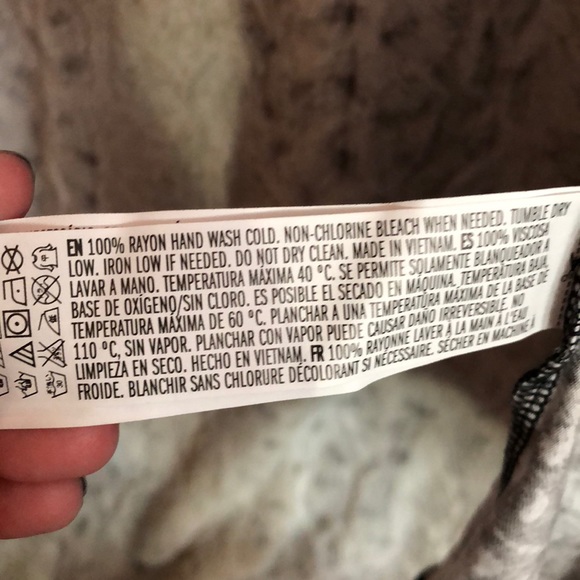 EN 100% RAYON HAND WASH COLD. NON-CHLORINE BLEACH WHEN NEEDED. TUMBLE DRY
LOW. IRON LOW IF NEEDED. DO NOT DRY CLEAN. MADE IN VIETNAM. ES 100% VISCOSA
LAVAR A MANO. TEMPERATURA MÁXIMA 40 ºC. SE PERMITE SOLAMENTE BLANQUEADOR A
BASE DE OXÍGENO/SIN CLORO. ES POSIBLE EL SECADO EN MÁQUINA. TEMPERATURA BAJA,
TEMPERATURA MÁXIMA DE 60 ºC. PLANCHAR A UNA TEMPERATURA MÁXIMA DE LA BASE DE
110 ºC, SIN VAPOR. PLANCHAR CON VAPOR PUEDE CAUSAR DAÑO IRREVERSIBLE. NO
LIMPIEZA EN SECO. HECHO EN VIETNAM. FR 100% RAYONNE LAVER À LA MAIN À L'EAU
FROIDE. BLANCHIR SANS CHLORURE DÉCOLORANT SI NÉCESSAIRE. SÉCHER EN MACHINE À